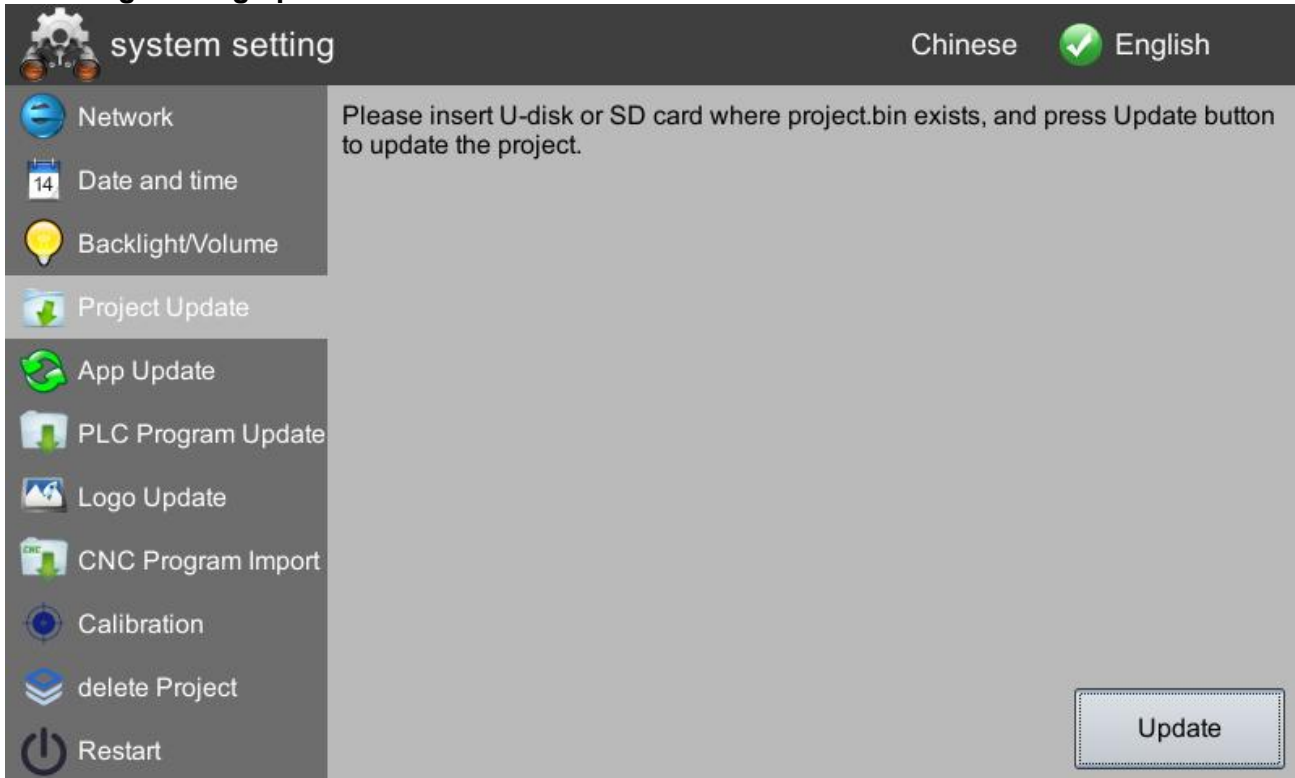 system setting
Chinese
English
Network
Please insert U-disk or SD card where project.bin exists, and press Update button
to update the project.
14
Date and time
Backlight/Volume
Project Update
App Update
PLC Program Update
Logo Update
CNC
CNC Program Import
Calibration
delete Project
Restart
Update